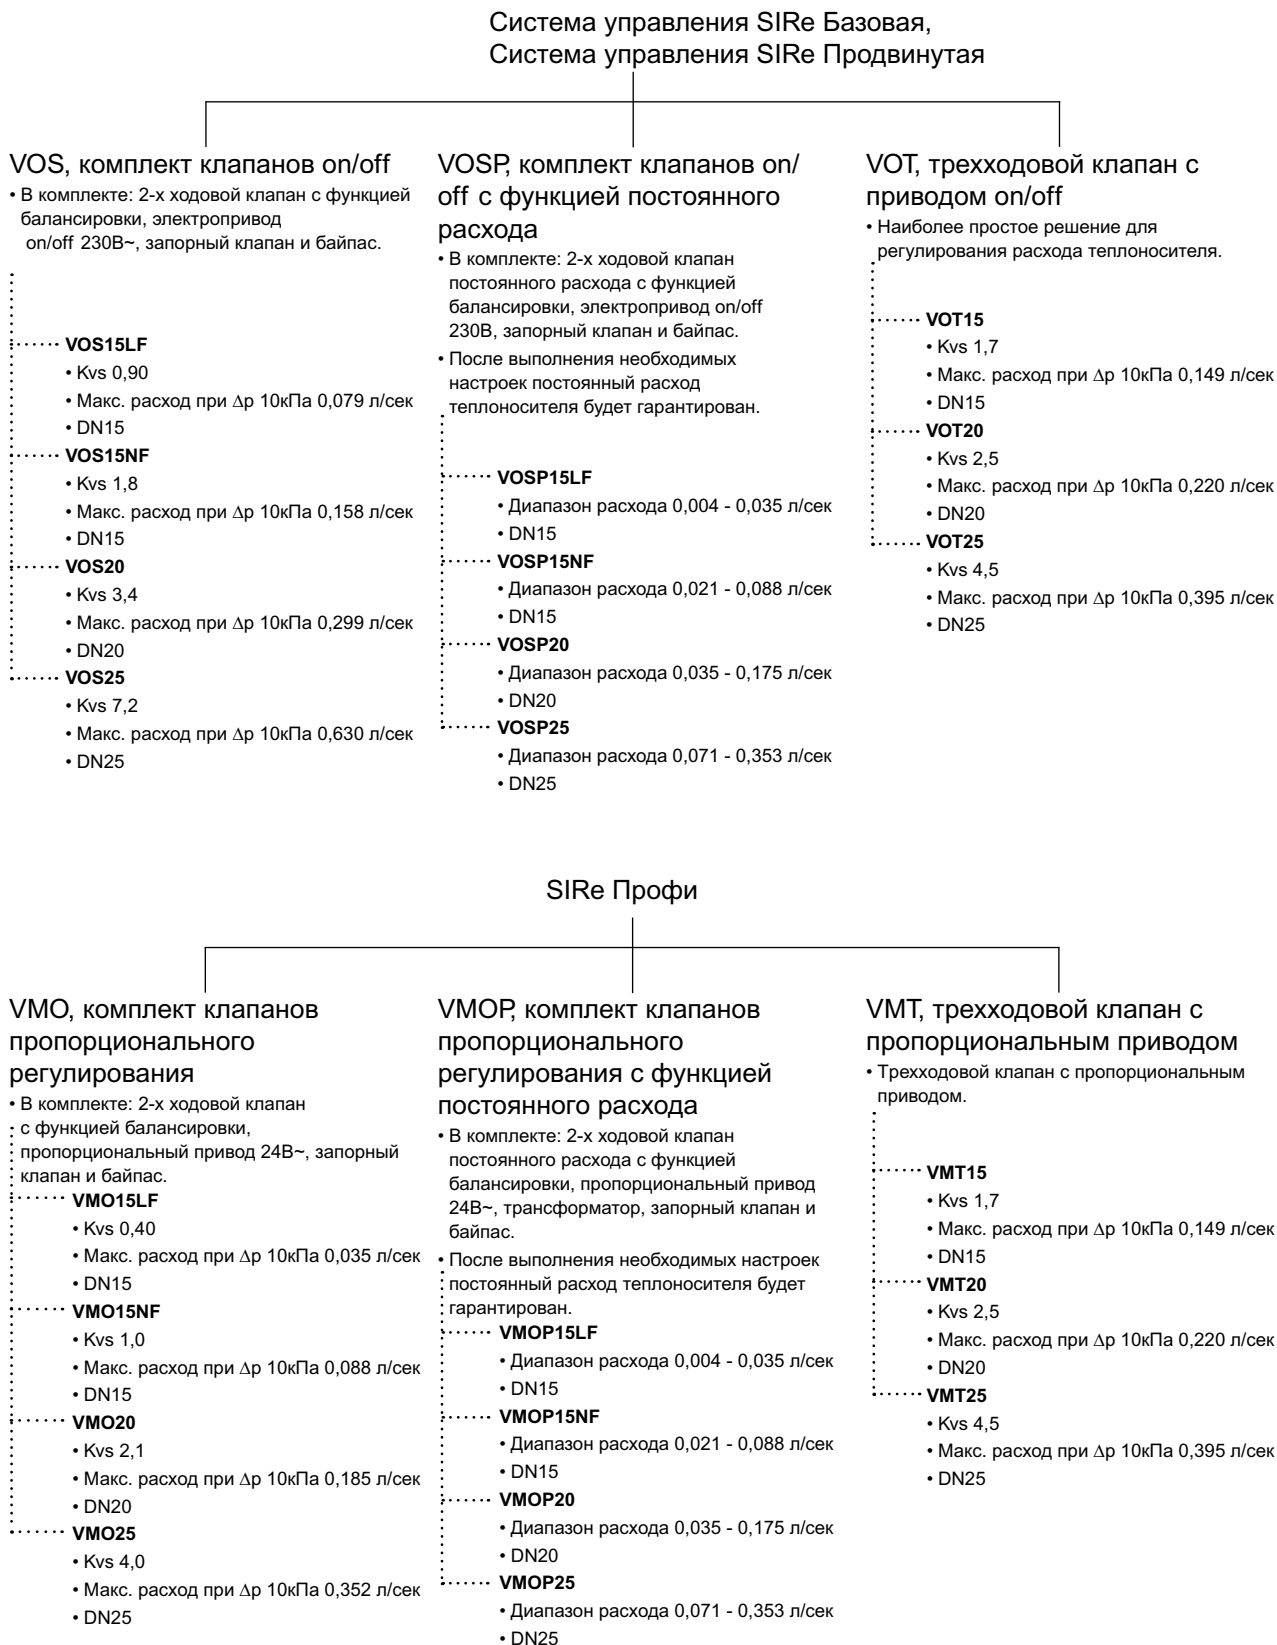 Система управления SIRe Базовая,
Система управления SIRe Продвинутая
VOS, комплект клапанов on/off
• В комплекте: 2-х ходовой клапан с функцией
балансировки, электропривод
on/off 230В~, запорный клапан и байпас.
VOS15LF
• Kvs 0,90
• Макс. расход при ∆p 10кПа 0,079 л/сек
• DN15
VOS15NF
• Kvs 1,8
• Макс. расход при ∆p 10кПа 0,158 л/сек
• DN15
VOS20
• Kvs 3,4
• Макс. расход при ∆p 10кПа 0,299 л/сек
• DN20
VOS25
• Kvs 7,2
• Макс. расход при ∆p 10кПа 0,630 л/сек
• DN25
VOSP, комплект клапанов on/
off с функцией постоянного
расхода
• В комплекте: 2-х ходовой клапан
постоянного расхода с функцией
балансировки, электропривод on/off
230В, запорный клапан и байпас.
• После выполнения необходимых
настроек постоянный расход
теплоносителя будет гарантирован.
VOSP15LF
• Диапазон расхода 0,004 - 0,035 л/сек
• DN15
VOSP15NF
• Диапазон расхода 0,021 - 0,088 л/сек
• DN15
VOSP20
• Диапазон расхода 0,035 - 0,175 л/сек
• DN20
VOSP25
• Диапазон расхода 0,071 - 0,353 л/сек
• DN25
VOT, трехходовой клапан с
приводом on/off
• Наиболее простое решение для
регулирования расхода теплоносителя.
VOT15
• Kvs 1,7
• Макс. расход при ∆p 10кПа 0,149 л/сек
• DN15
VOT20
• Kvs 2,5
• Макс. расход при ∆p 10кПа 0,220 л/сек
• DN20
VOT25
• Kvs 4,5
• Макс. расход при ∆p 10кПа 0,395 л/сек
• DN25
SIRe Профи
VMO, комплект клапанов
пропорционального
регулирования
• В комплекте: 2-х ходовой клапан
с функцией балансировки,
пропорциональный привод 24В~, запорный
клапан и байпас.
VMO15LF
• Kvs 0,40
• Макс. расход при ∆p 10кПа 0,035 л/сек
• DN15
VMO15NF
• Kvs 1,0
• Макс. расход при ∆p 10кПа 0,088 л/сек
• DN15
VMO20
• Kvs 2,1
• Макс. расход при ∆p 10кПа 0,185 л/сек
• DN20
VMO25
• Kvs 4,0
• Макс. расход при ∆p 10кПа 0,352 л/сек
• DN25
VMOP, комплект клапанов
пропорционального
регулирования с функцией
постоянного расхода
• В комплекте: 2-х ходовой клапан
постоянного расхода с функцией
балансировки, пропорциональный привод
24В~, трансформатор, запорный клапан и
байпас.
• После выполнения необходимых настроек
постоянный расход теплоносителя будет
гарантирован.
VMOP15LF
• Диапазон расхода 0,004 - 0,035 л/сек
• DN15
VMOP15NF
• Диапазон расхода 0,021 - 0,088 л/сек
• DN15
VMOP20
• Диапазон расхода 0,035 - 0,175 л/сек
• DN20
VMOP25
• Диапазон расхода 0,071 - 0,353 л/сек
• DN25
VMT, трехходовой клапан с
пропорциональным приводом
• Трехходовой клапан с пропорциональным
приводом.
VMT15
• Kvs 1,7
• Макс. расход при ∆p 10кПа 0,149 л/сек
• DN15
VMT20
• Kvs 2,5
• Макс. расход при ∆p 10кПа 0,220 л/сек
• DN20
VMT25
• Kvs 4,5
• Макс. расход при ∆p 10кПа 0,395 л/сек
• DN25